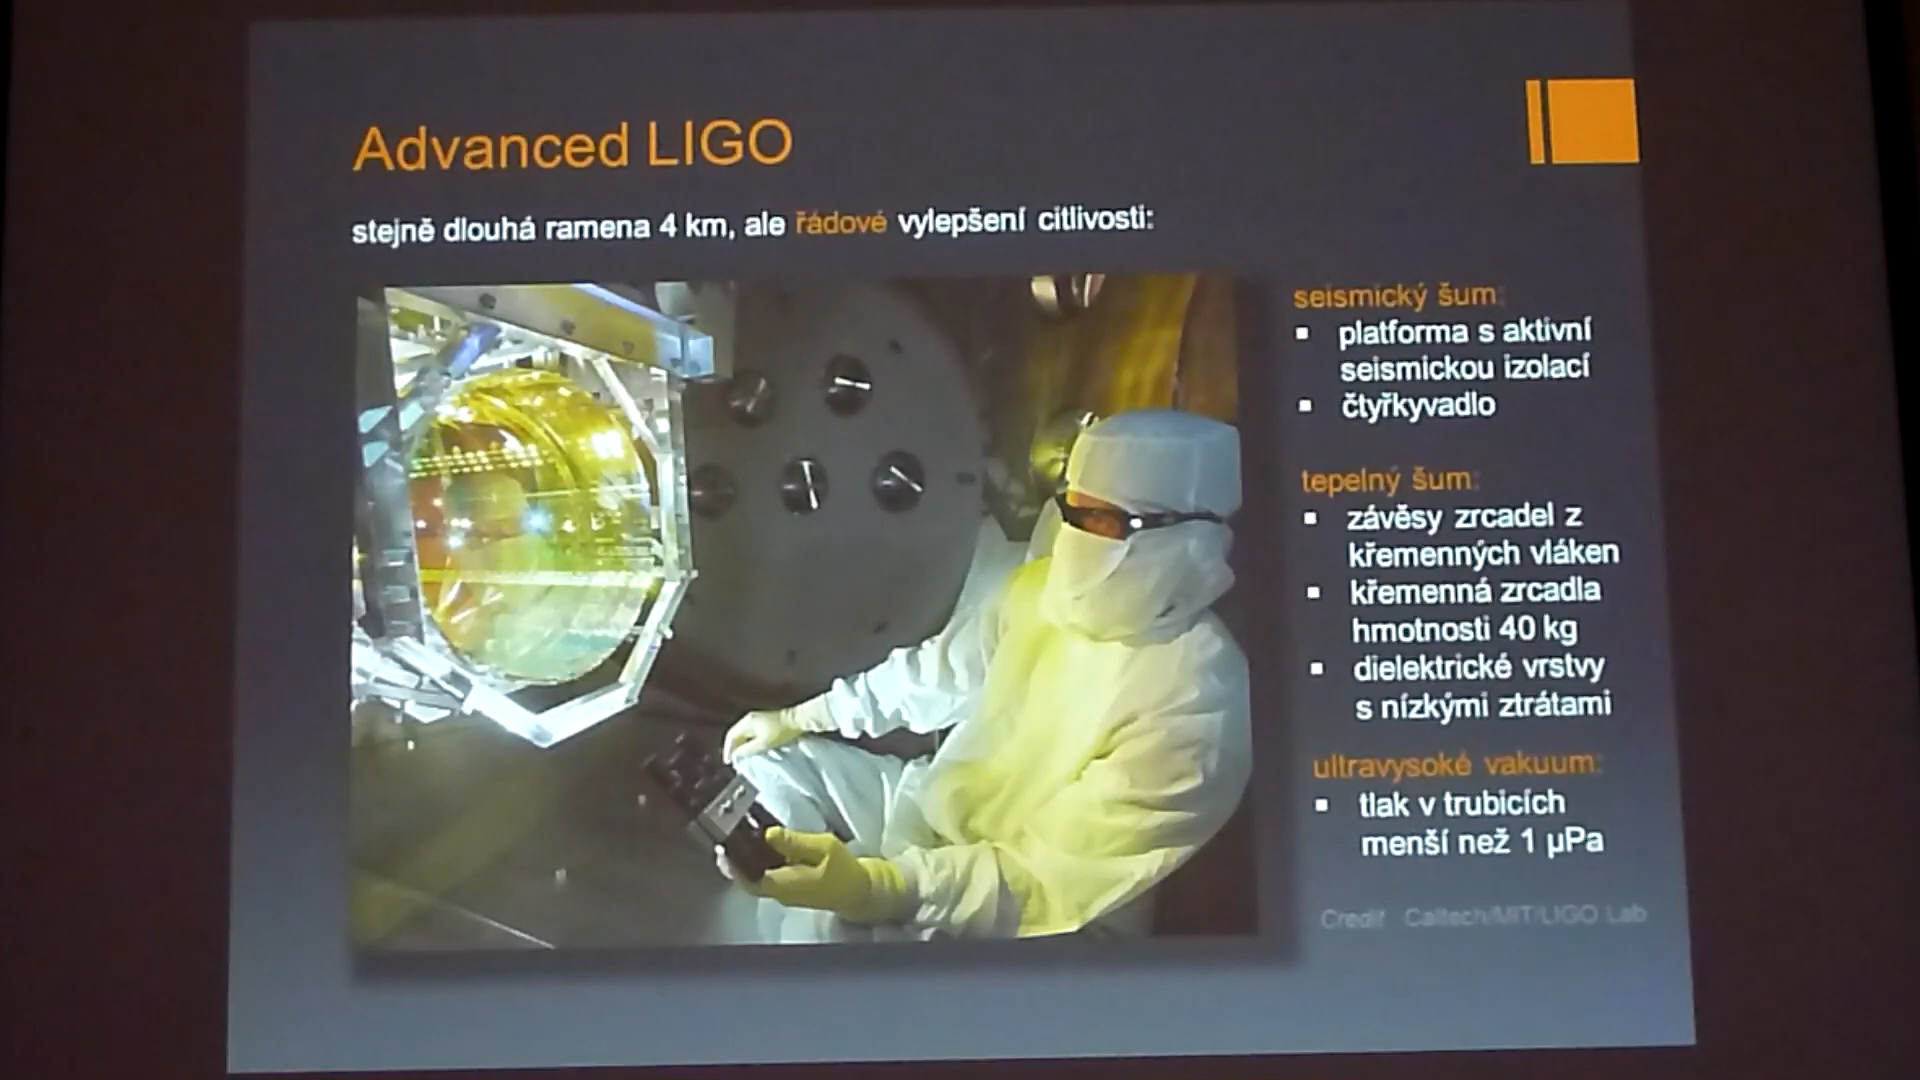 Advanced LIGO
stejně dlouhá ramena 4 km, ale řádové vylepšení citlivosti:
seismický šum:
▪ platforma s aktivní
seismickou izolací
▪ čtyřkyvadlo
tepelný šum:
▪ závěsy zrcadel z
křemenných vláken
▪ křemenná zrcadla
hmotnosti 40 kg
▪ dielektrické vrstvy
s nízkými ztrátami
ultravysoké vakuum:
▪ tlak v trubicích
menší než 1 µPa
Credit Caltech/MIT/LIGO Lab